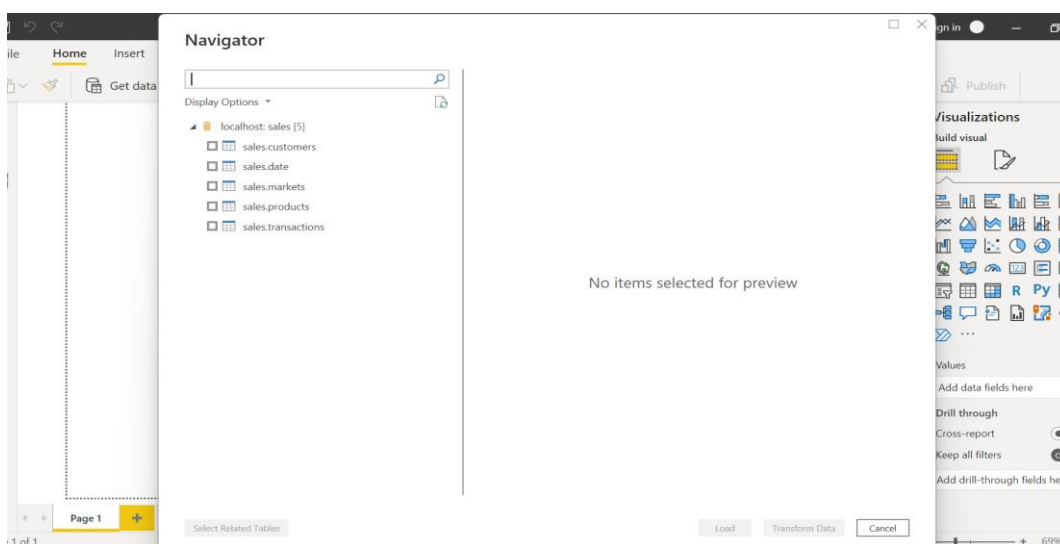 gn in
Navigator
ile
Home
Insert
Get data
Publish
Display Options
localhost: sales [5]
sales.customers
sales.date
sales.markets
sales.products
sales.transactions
No items selected for preview
Visualizations
Build visual
123
R
Py
...
Values
Add data fields here
Drill through
Cross-report
Keep all filters
Add drill-through fields he
Page 1
Select Related Tables
Load
Transform Data
Cancel
1 of 1
69%